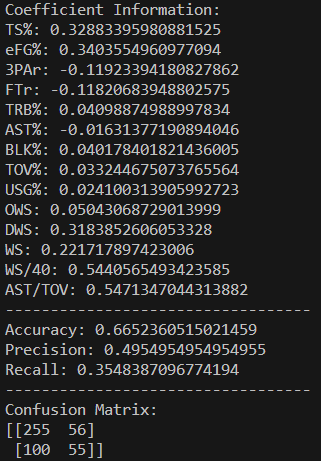 Coefficient Information:
TS%: 0.32883395980881525
eFG%: 0.3403554960977094
3PAr: -0.11923394180827862
FTr: -0.11820683948802575
TRB%: 0.04098874988997834
AST%: -0.01631377190894046
BLK%: 0.040178401821436005
TOV%: 0.033244675073765564
USG%: 0.024100313905992723
OWS: 0.05043068729013999
DWS: 0.3183852606053328
WS: 0.221717897423006
WS/40: 0.5440565493423585
AST/TOV: 0.5471347044313882
----------------------------------
Accuracy: 0.6652360515021459
Precision: 0.4954954954954955
Recall: 0.3548387096774194
----------------------------------
Confusion Matrix:
[[255  56]
 [100  55]]